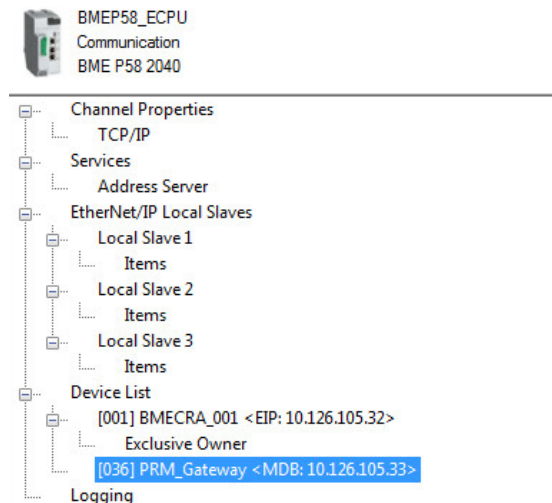 BMEP58_ECPU
Communication
BME P58 2040
Channel Properties
TCP/IP
Services
Address Server
EtherNet/IP Local Slaves
Local Slave 1
Items
Local Slave 2
Items
Local Slave 3
Items
Device List
[001] BMECRA_001 <EIP: 10.126.105.32>
Exclusive Owner
[036] PRM_Gateway <MDB: 10.126.105.33>
Logging